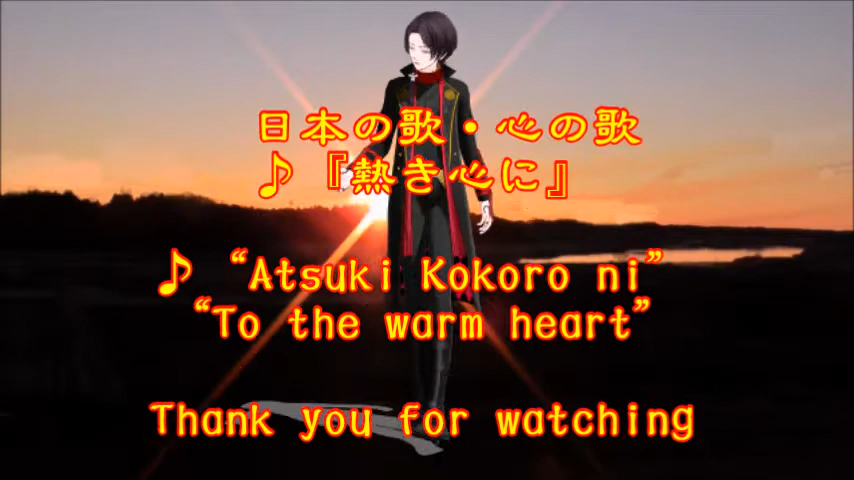 日本の歌・心の歌
♪『熱き心に』
♪ “Atsuki Kokoro ni”
“To the warm heart”
Thank you for watching